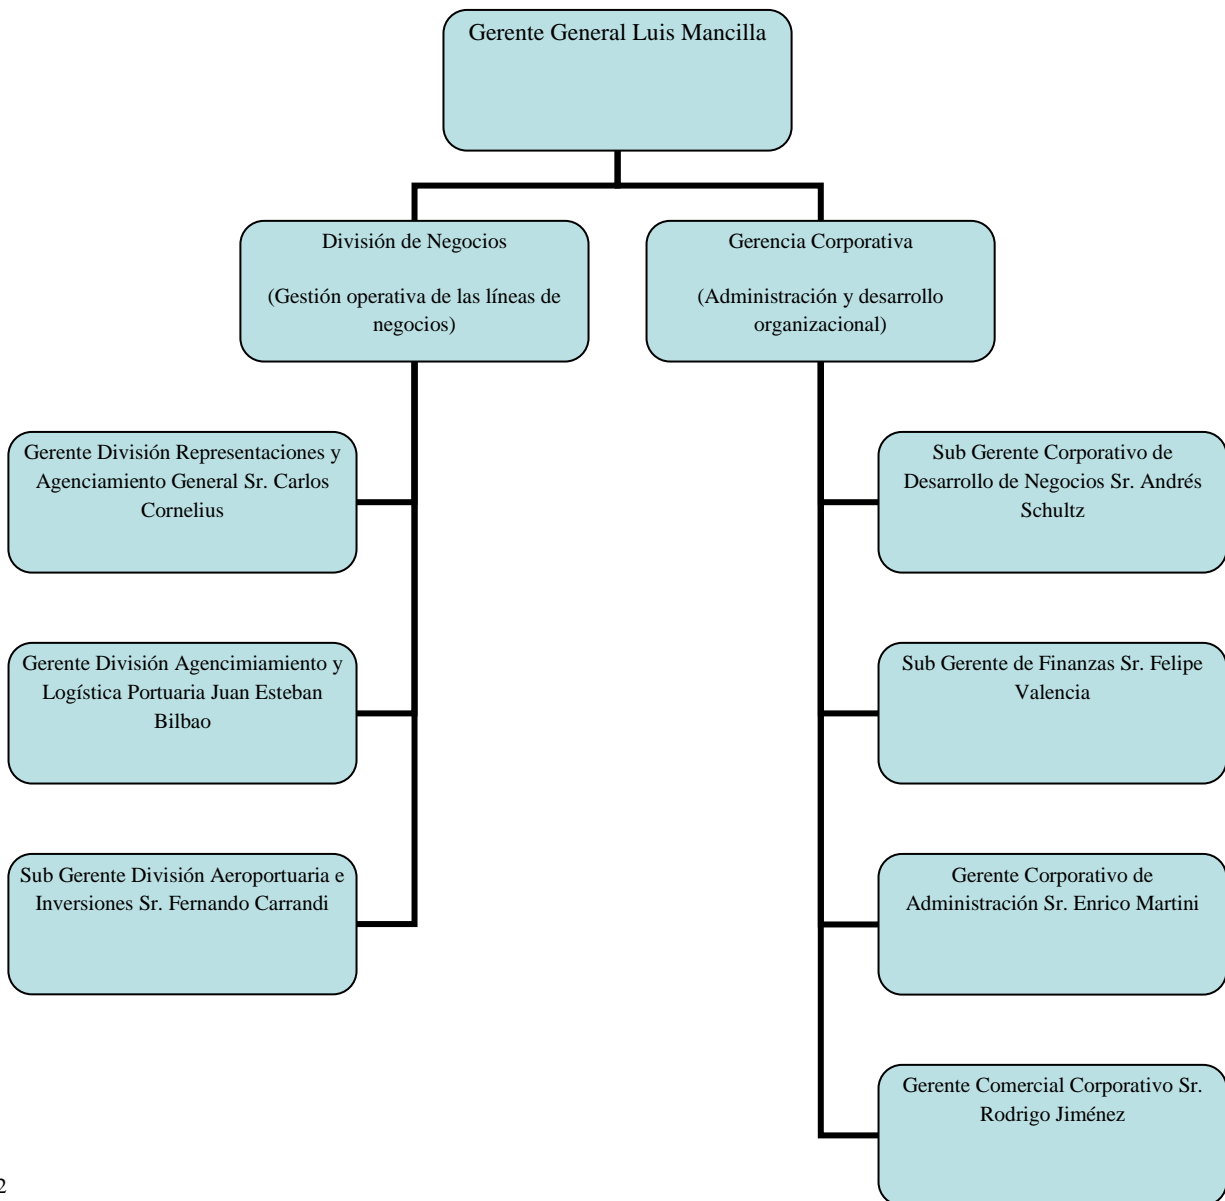 Gerente General Luis Mancilla
División de Negocios
(Gestión operativa de las líneas de
negocios)
Gerencia Corporativa
(Administración y desarrollo
organizacional)
Gerente División Representaciones y
Agenciamiento General Sr. Carlos
Cornelius
Sub Gerente Corporativo de
Desarrollo de Negocios Sr. Andrés
Schultz
Gerente División Agencimiamiento y
Logística Portuaria Juan Esteban
Bilbao
Sub Gerente de Finanzas Sr. Felipe
Valencia
Sub Gerente División Aeroportuaria e
Inversiones Sr. Fernando Carrandi
Gerente Corporativo de
Administración Sr. Enrico Martini
Gerente Comercial Corporativo Sr.
Rodrigo Jiménez
2